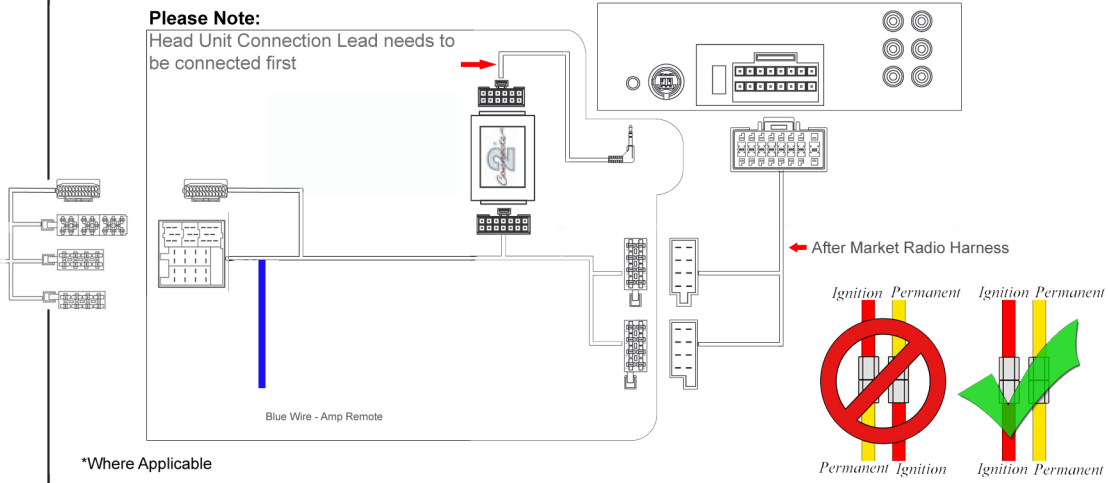 Please Note:
Head Unit Connection Lead needs to
be connected first
Connects2
After Market Radio Harness
Ignition Permanent Ignition Permanent
Blue Wire - Amp Remote
Permanent Ignition Ignition Permanent
*Where Applicable